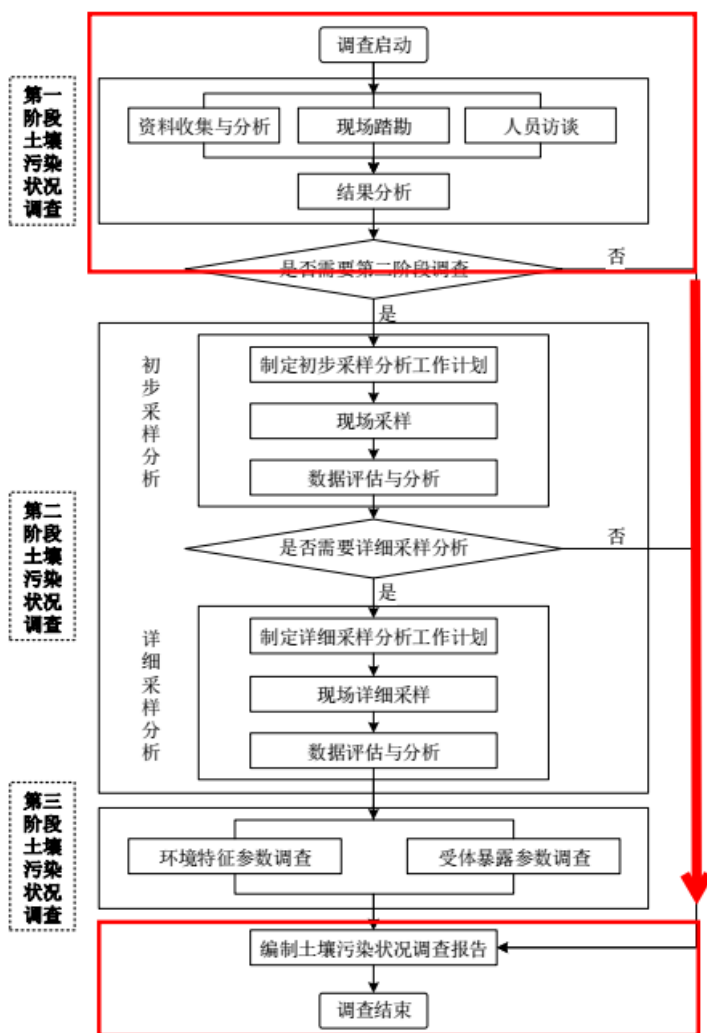 调查启动
第一
阶段
土壤
污染
状况
调查
资料收集与分析
现场踏勘
人员访谈
结果分析
是否需要第二阶段调查
否
是
初
步
采
样
分
析
制定初步采样分析工作计划
现场采样
数据评估与分析
第二
阶段
土壤
污染
状况
调查
是否需要详细采样分析
否
是
详
细
采
样
分
析
制定详细采样分析工作计划
现场详细采样
数据评估与分析
第三
阶段
土壤
污染
状况
调查
环境特征参数调查
受体暴露参数调查
编制土壤污染状况调查报告
调查结束